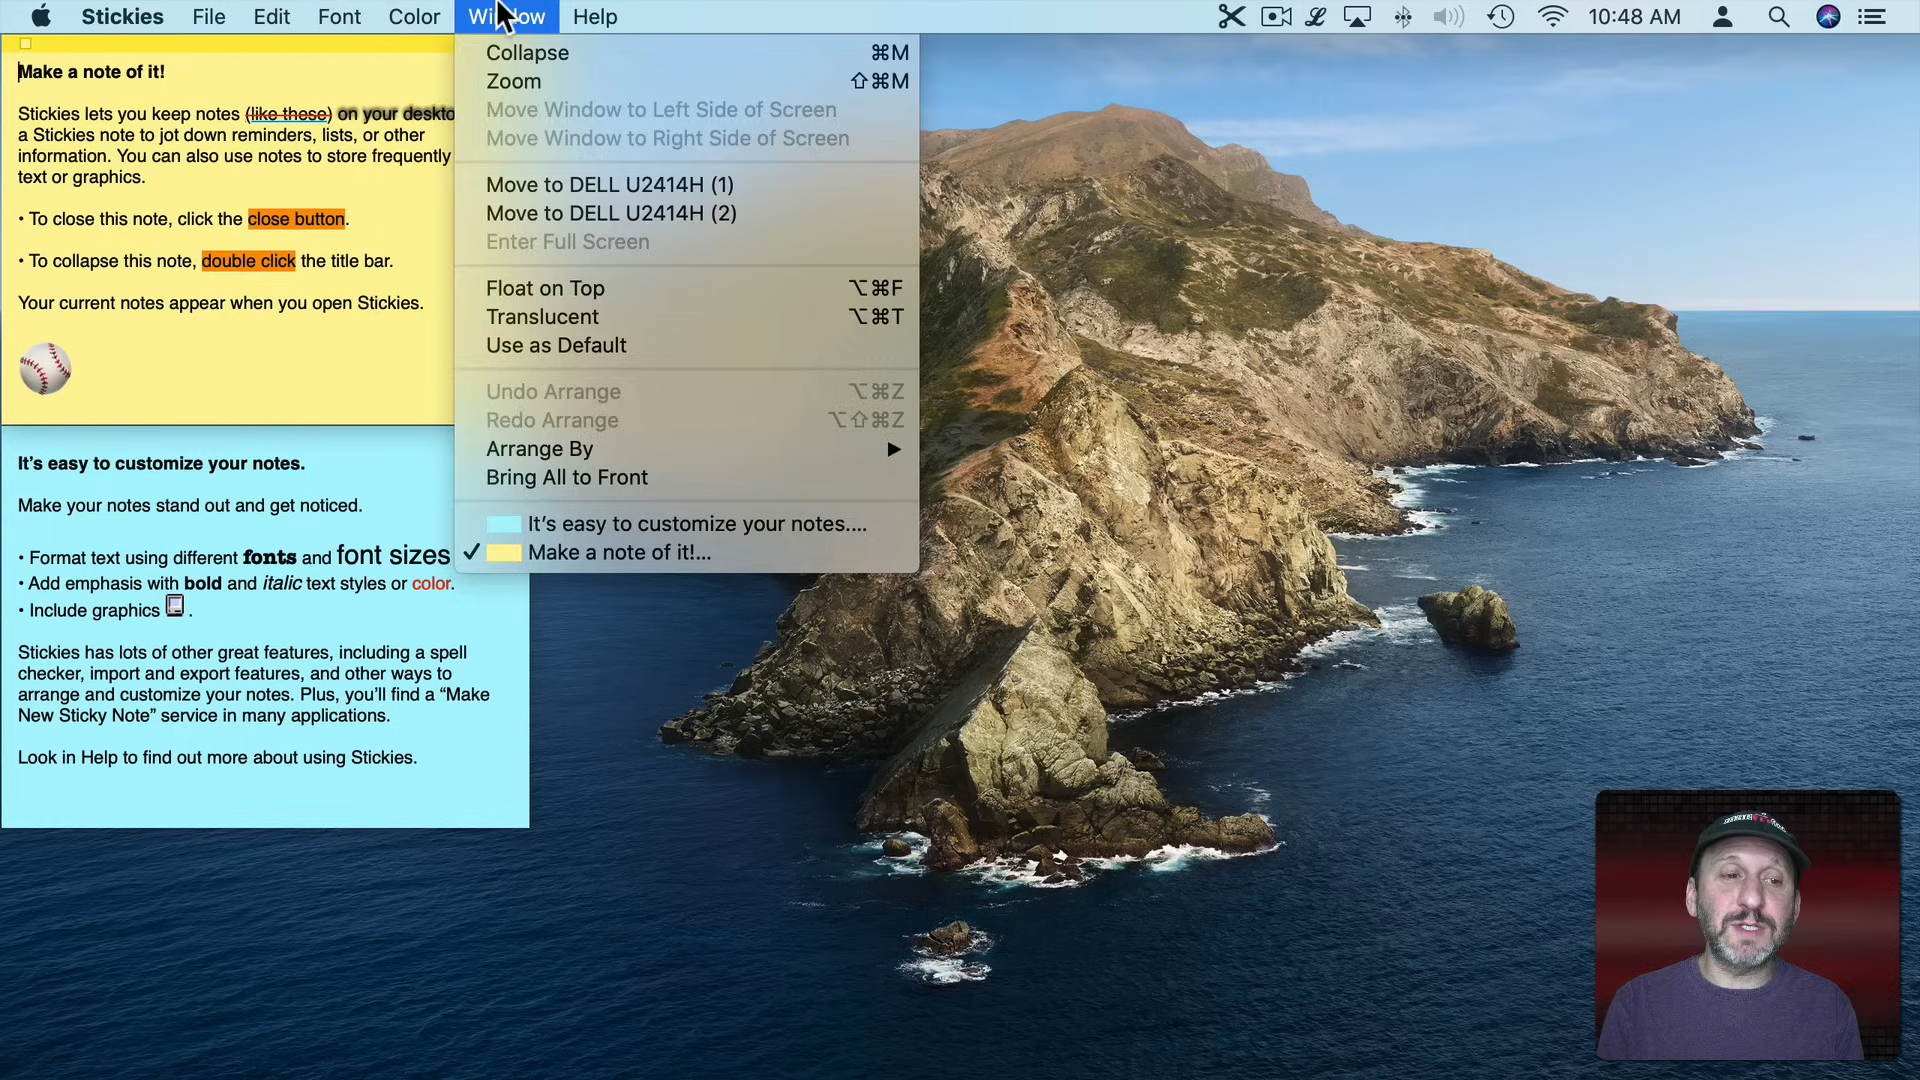 Stickies File Edit Font Color Window Help 10:48 AM
Make a note of it!
Stickies lets you keep notes (like these) on your deskto
a Stickies note to jot down reminders, lists, or other
information. You can also use notes to store frequently
text or graphics.
• To close this note, click the close button.
• To collapse this note, double click the title bar.
Your current notes appear when you open Stickies.
It’s easy to customize your notes.
Make your notes stand out and get noticed.
• Format text using different fonts and font sizes
• Add emphasis with bold and italic text styles or color.
• Include graphics .
Stickies has lots of other great features, including a spell
checker, import and export features, and other ways to
arrange and customize your notes. Plus, you’ll find a “Make
New Sticky Note” service in many applications.
Look in Help to find out more about using Stickies.
Collapse ⌘M
Zoom ⇧⌘M
Move Window to Left Side of Screen
Move Window to Right Side of Screen
Move to DELL U2414H (1)
Move to DELL U2414H (2)
Enter Full Screen
Float on Top ⌥⌘F
Translucent ⌥⌘T
Use as Default
Undo Arrange ⌥⌘Z
Redo Arrange ⌥⇧⌘Z
Arrange By
Bring All to Front
It’s easy to customize your notes....
✓ Make a note of it!...